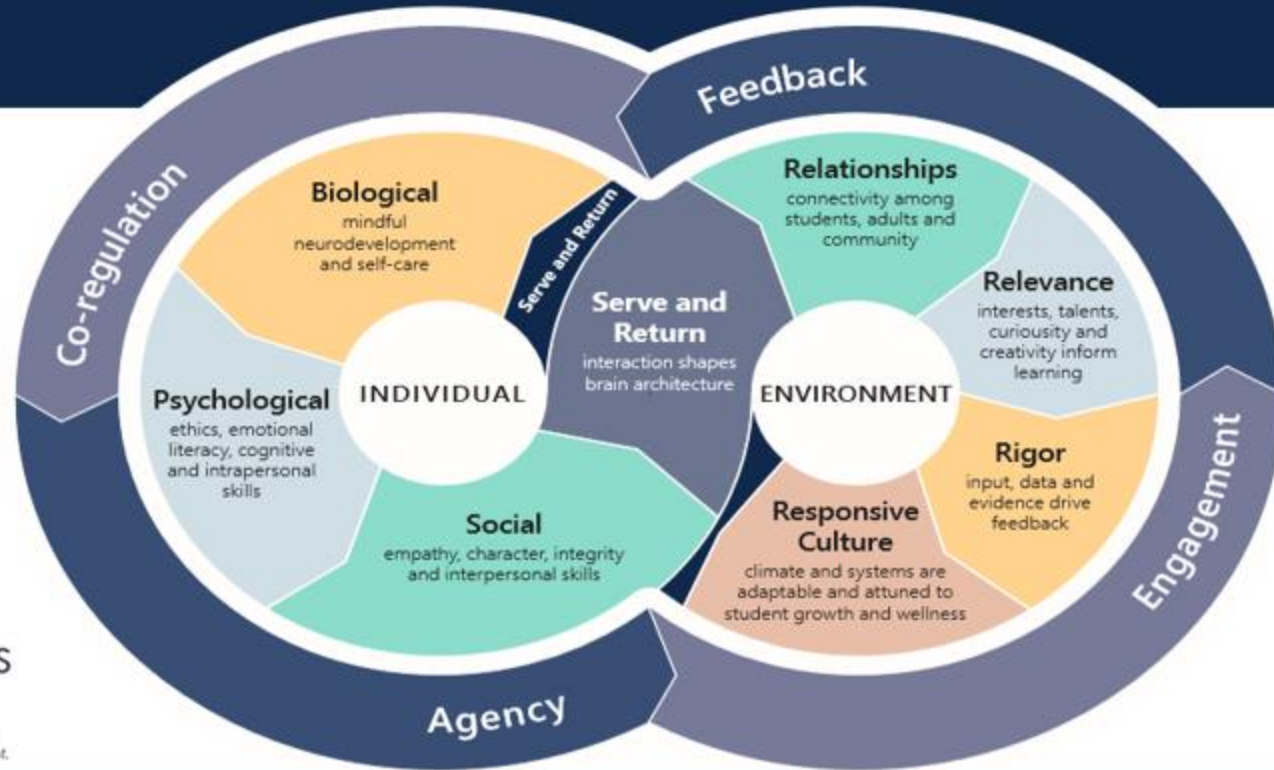 Feedback
Co-regulation
Biological
mindful
neurodevelopment
and self-care
Serve and Return
Serve and
Return
interaction shapes
brain architecture
Relationships
connectivity among
students, adults and
community
Relevance
interests, talents,
curiousity and
creativity inform
learning
INDIVIDUAL
ENVIRONMENT
Psychological
ethics, emotional
literacy, cognitive
and intrapersonal
skills
Rigor
input, data and
evidence drive
feedback
Social
empathy, character, integrity
and interpersonal skills
Responsive
Culture
climate and systems are
adaptable and attuned to
student growth and wellness
Engagement
Agency